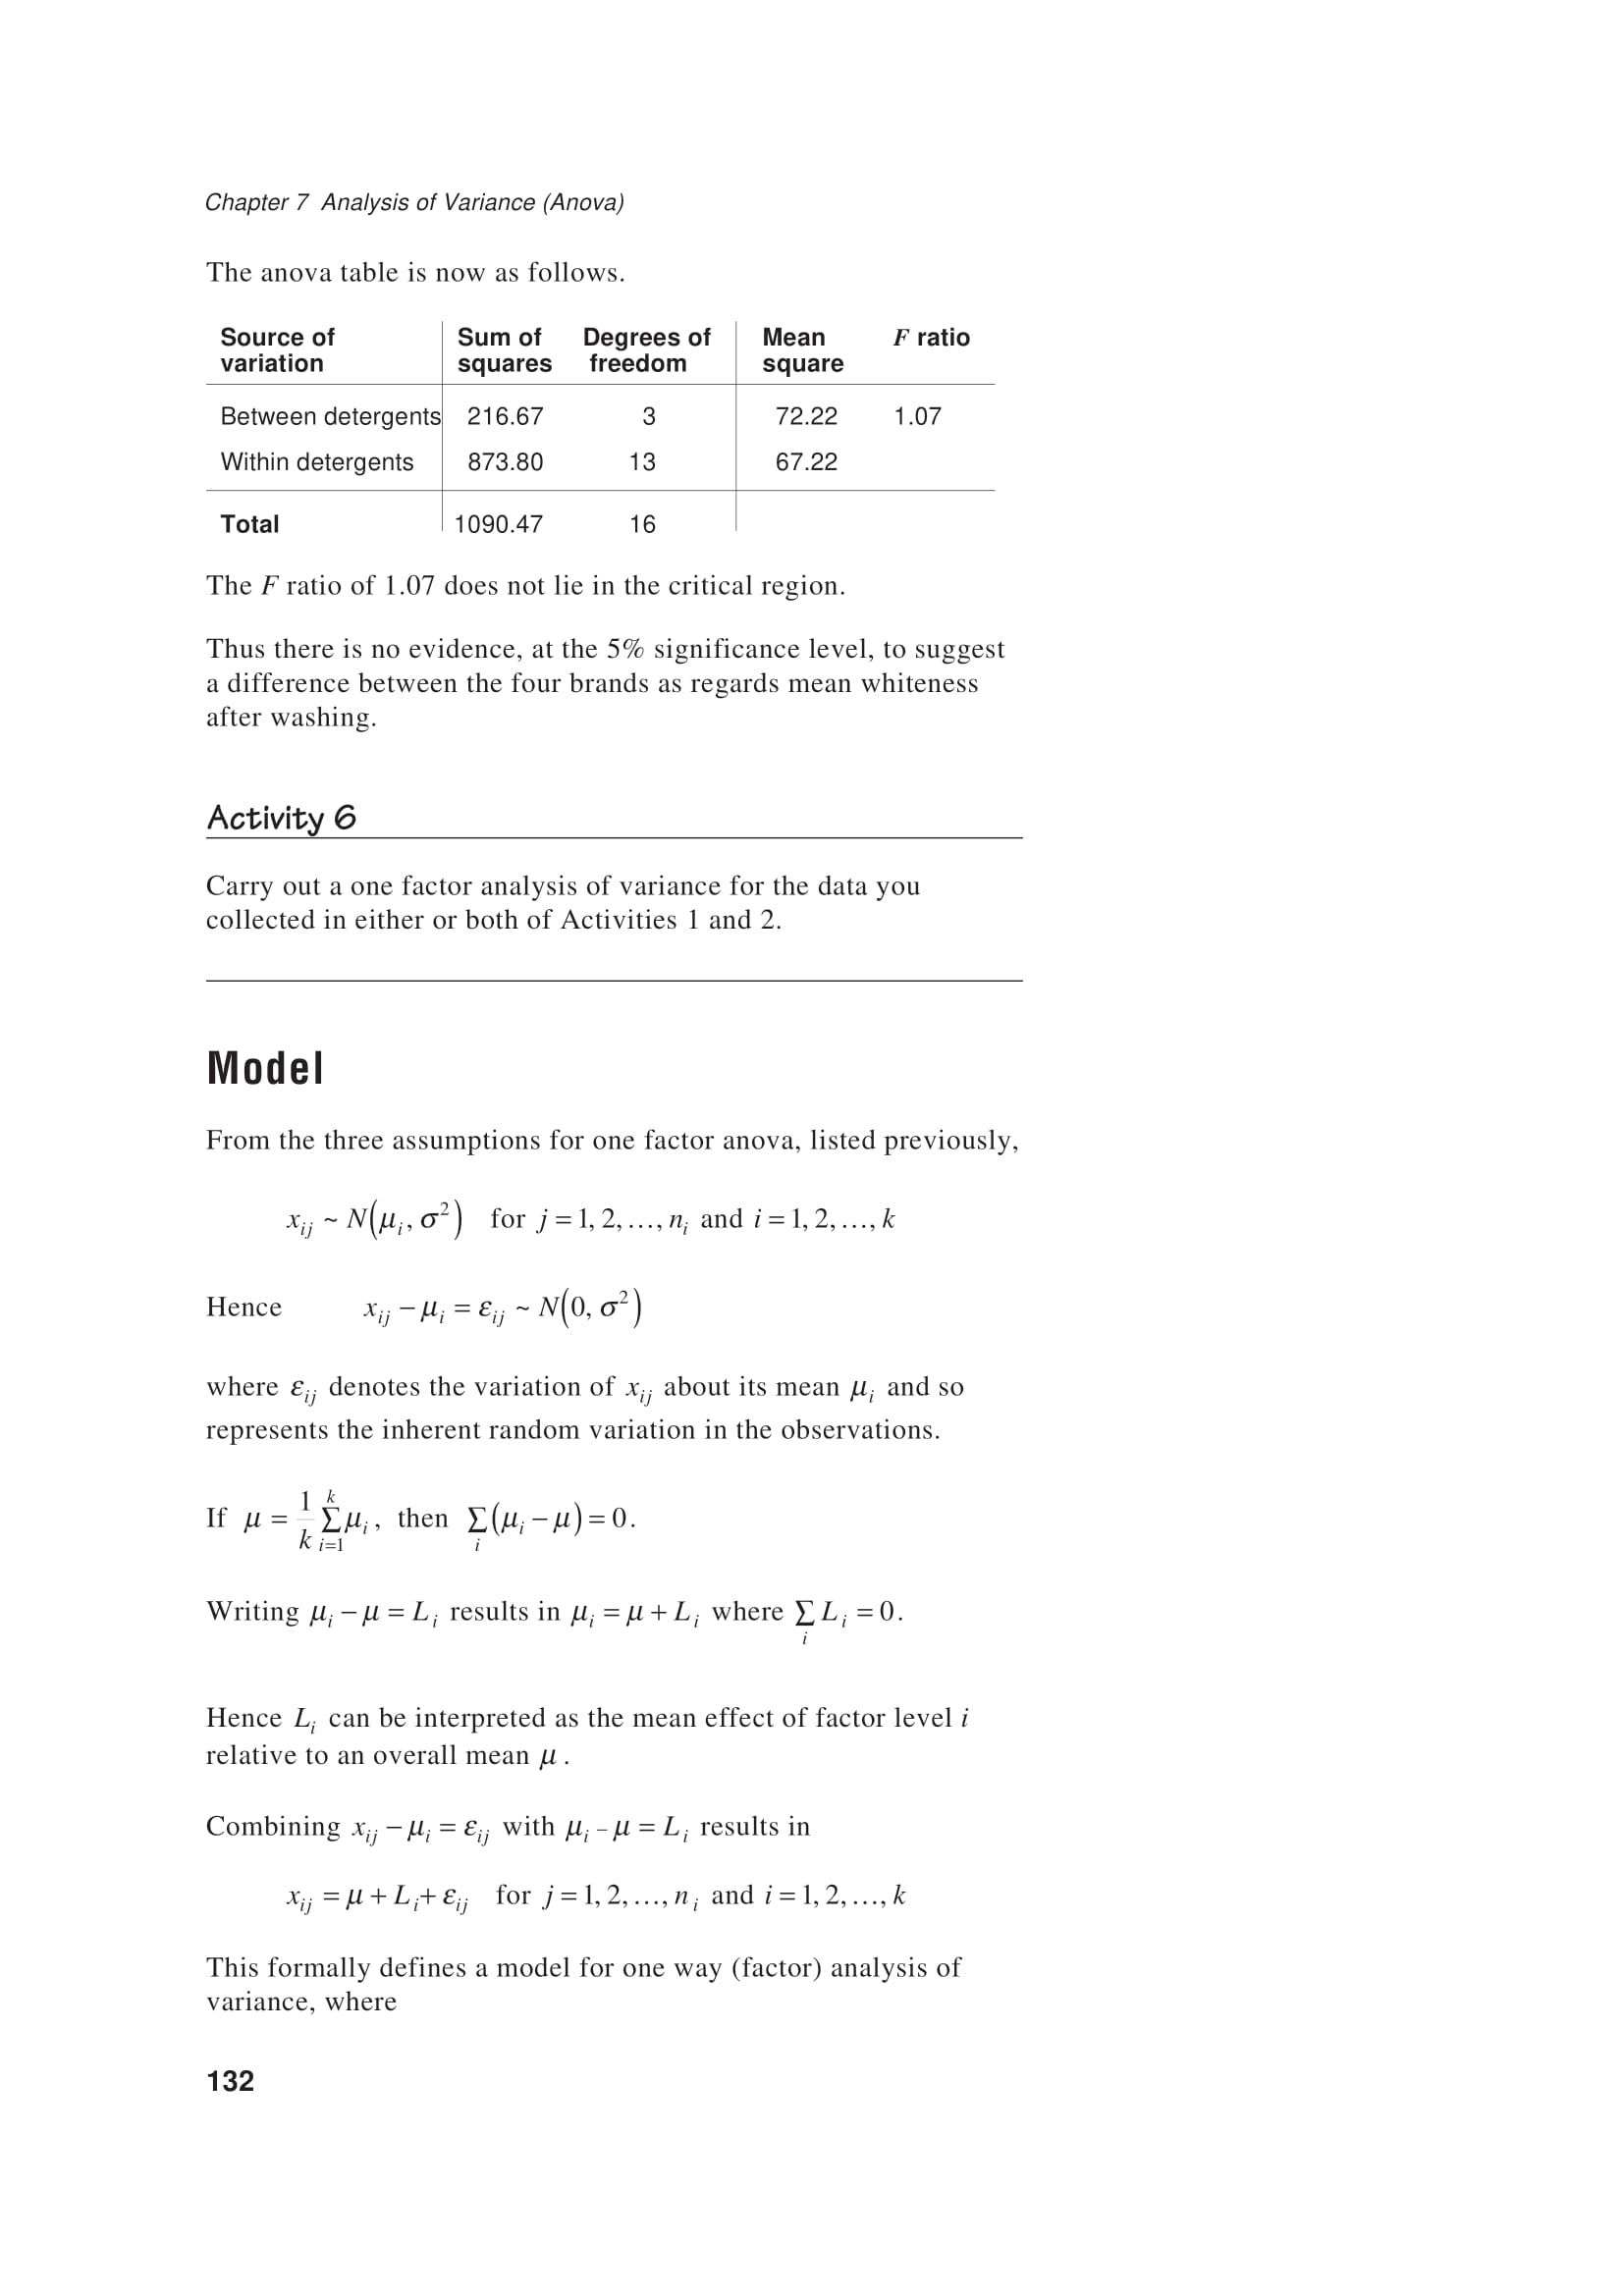 Chapter 7 Analysis of Variance (Anova)
The anova table is now as follows.
Source of variation Sum of squares Degrees of freedom Mean square F ratio
Between detergents 216.67 3 72.22 1.07
Within detergents 873.80 13 67.22
Total 1090.47 16
The F ratio of 1.07 does not lie in the critical region.
Thus there is no evidence, at the 5% significance level, to suggest
a difference between the four brands as regards mean whiteness
after washing.
Activity 6
Carry out a one factor analysis of variance for the data you
collected in either or both of Activities 1 and 2.
Model
From the three assumptions for one factor anova, listed previously,
x_ij ~ N(μ_i, σ²) for j = 1, 2, ..., n_i and i = 1, 2, ..., k
Hence x_ij − μ_i = ε_ij ~ N(0, σ²)
where ε_ij denotes the variation of x_ij about its mean μ_i and so
represents the inherent random variation in the observations.
If μ = 1/k Σ_{i=1}^{k} μ_i, then Σ_i (μ_i − μ) = 0.
Writing μ_i − μ = L_i results in μ_i = μ + L_i where Σ_i L_i = 0.
Hence L_i can be interpreted as the mean effect of factor level i
relative to an overall mean μ.
Combining x_ij − μ_i = ε_ij with μ_i − μ = L_i results in
x_ij = μ + L_i + ε_ij for j = 1, 2, ..., n_i and i = 1, 2, ..., k
This formally defines a model for one way (factor) analysis of
variance, where
132